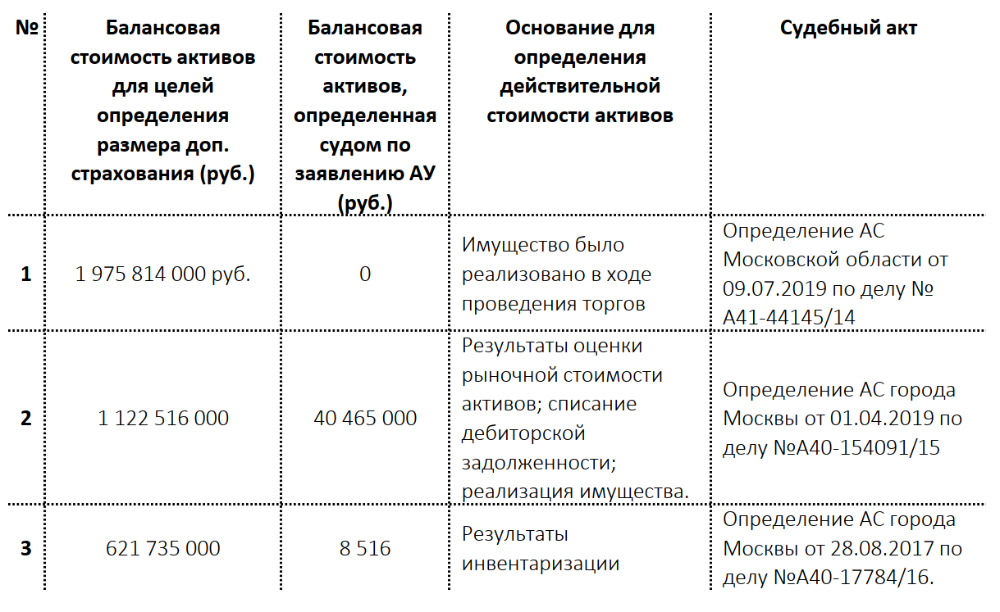 №
Балансовая
стоимость активов
для целей
определения
размера доп.
страхования (руб.)
Балансовая
стоимость
активов,
определенная
судом по
заявлению АУ
(руб.)
Основание для
определения
действительной
стоимости активов
Судебный акт
1
1 975 814 000 руб.
0
Имущество было
реализовано в ходе
проведения торгов
Определение АС
Московской области от
09.07.2019 по делу №
А41-44145/14
2
1 122 516 000
40 465 000
Результаты оценки
рыночной стоимости
активов; списание
дебиторской
задолженности;
реализация имущества.
Определение АС города
Москвы от 01.04.2019 по
делу №А40-154091/15
3
621 735 000
8 516
Результаты
инвентаризации
Определение АС города
Москвы от 28.08.2017 по
делу №А40-17784/16.